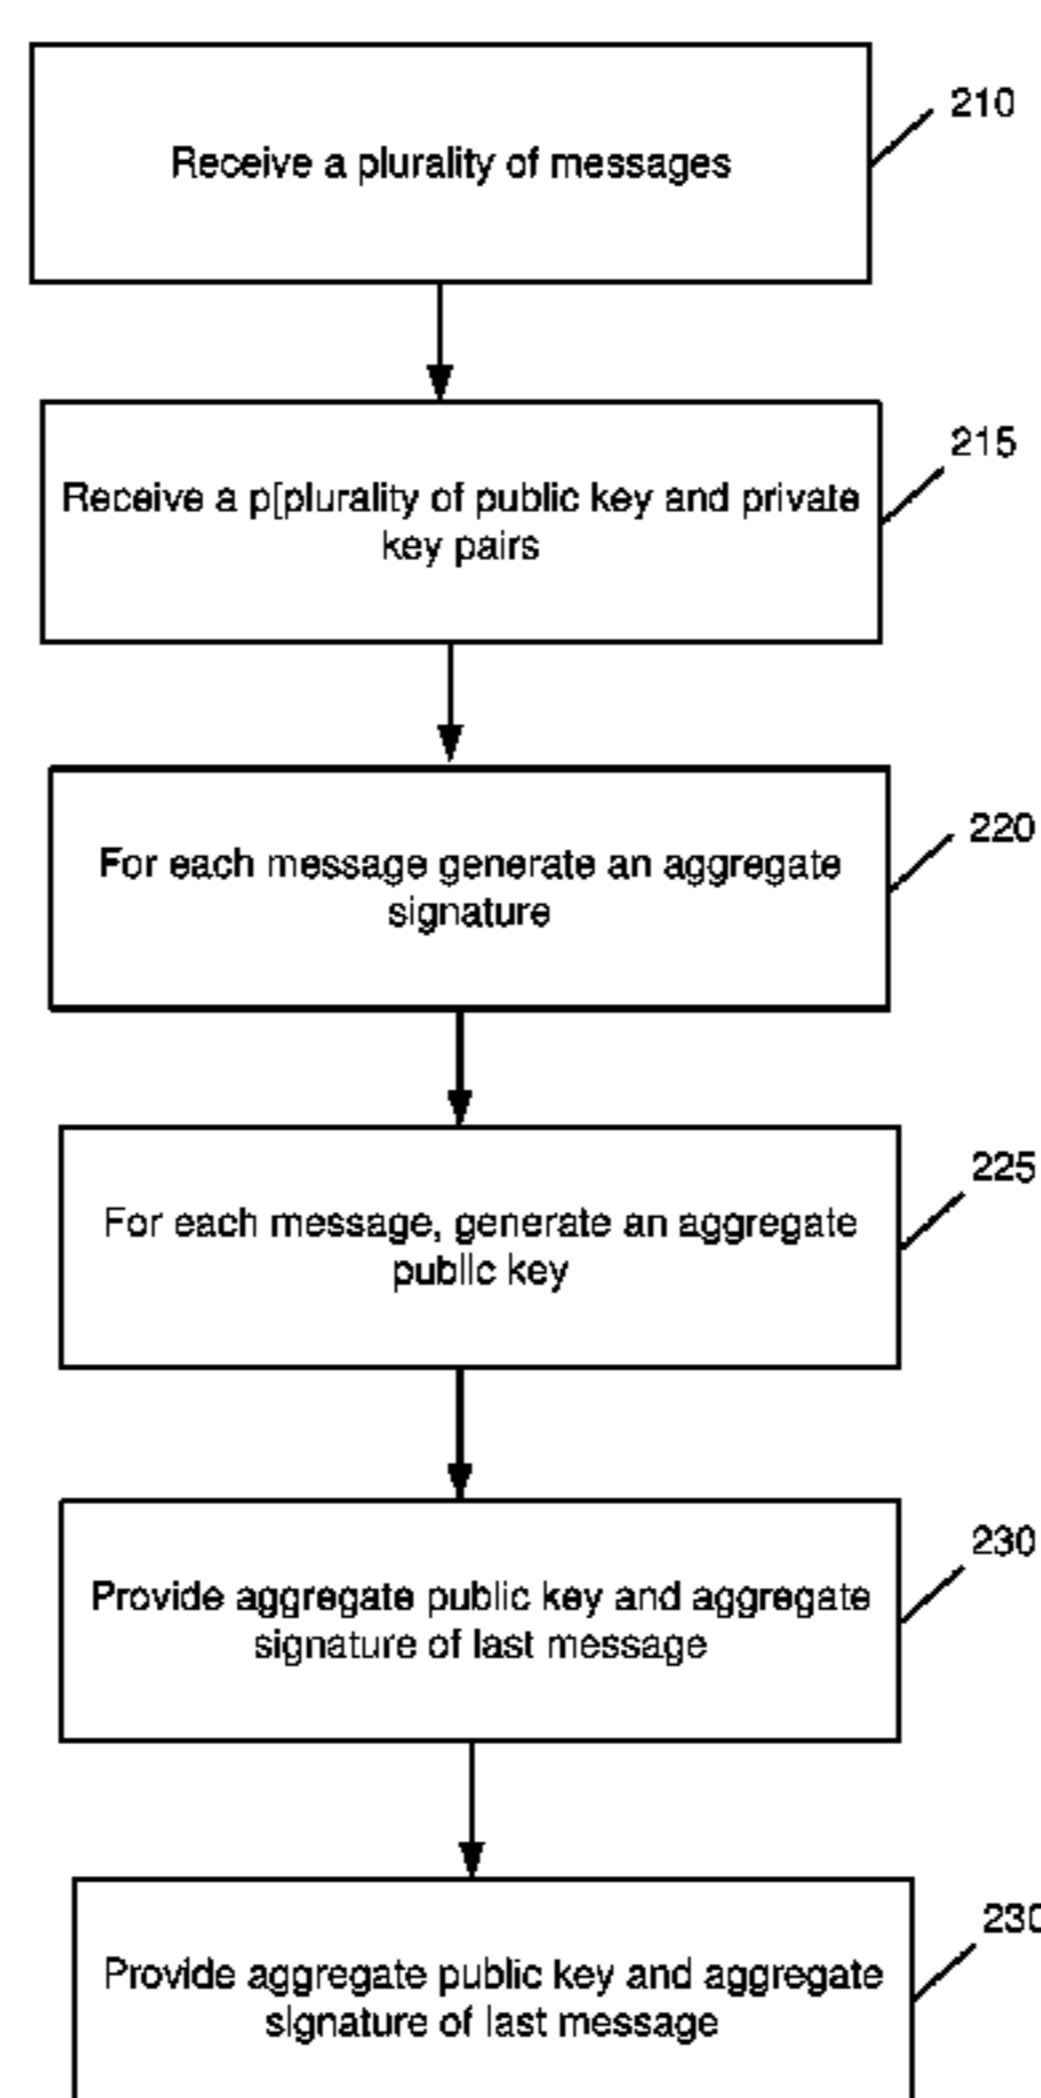 210
Receive a plurality of messages
215
Receive a p[plurality of public key and private
key pairs
220
For each message generate an aggregate
signature
225
For each message, generate an aggregate
public key
230
Provide aggregate public key and aggregate
signature of last message
230
Provide aggregate public key and aggregate
signature of last message